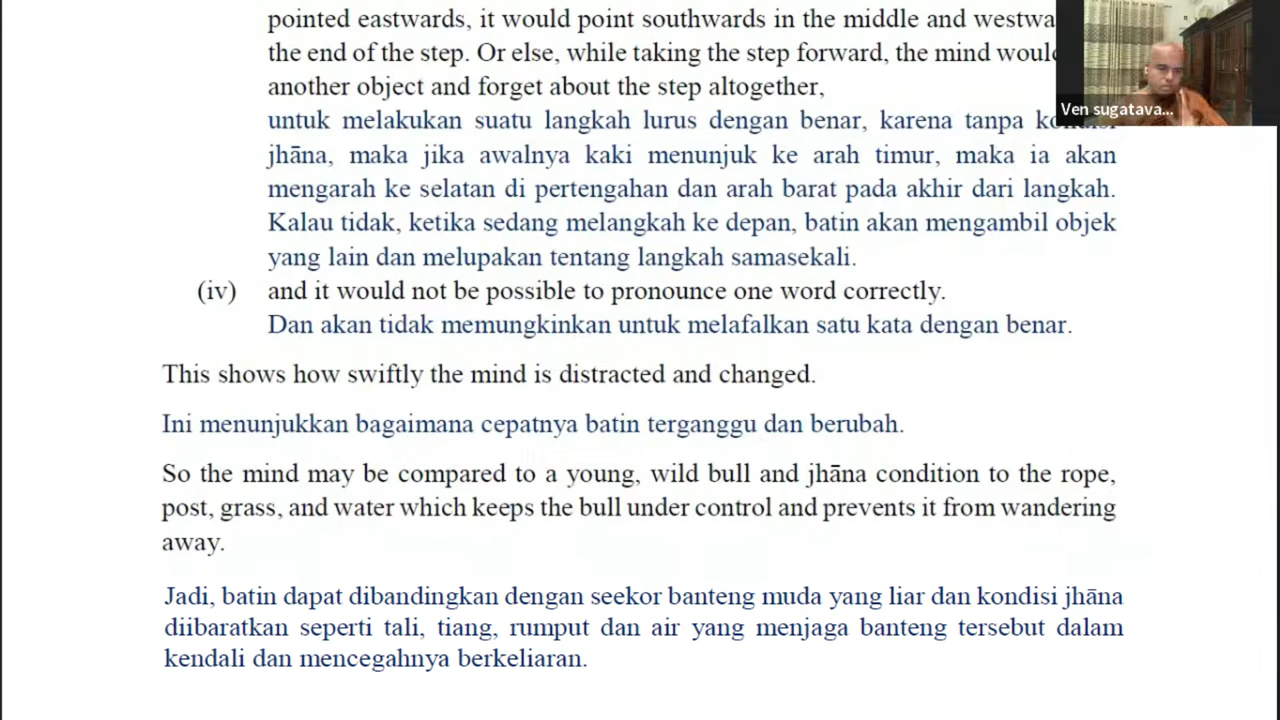 pointed eastwards, it would point southwards in the middle and
the end of the step. Or else, while taking the step forward, the mind would
another object and forget about the step altogether,
untuk melakukan suatu langkah lurus dengan benar, karena tanpa kondisi
jhāna, maka jika awalnya kaki menunjuk ke arah timur, maka ia akan
mengarah ke selatan di pertengahan dan arah barat pada akhir dari langkah.
Kalau tidak, ketika sedang melangkah ke depan, batin akan mengambil objek
yang lain dan melupakan tentang langkah samasekali.
(iv) and it would not be possible to pronounce one word correctly.
Dan akan tidak memungkinkan untuk melafalkan satu kata dengan benar.
This shows how swiftly the mind is distracted and changed.
Ini menunjukkan bagaimana cepatnya batin terganggu dan berubah.
So the mind may be compared to a young, wild bull and jhāna condition to the rope,
post, grass, and water which keeps the bull under control and prevents it from wandering
away.
Jadi, batin dapat dibandingkan dengan seekor banteng muda yang liar dan kondisi jhāna
diibaratkan seperti tali, tiang, rumput dan air yang menjaga banteng tersebut dalam
kendali dan mencegahnya berkeliaran.
Ven sugatava...